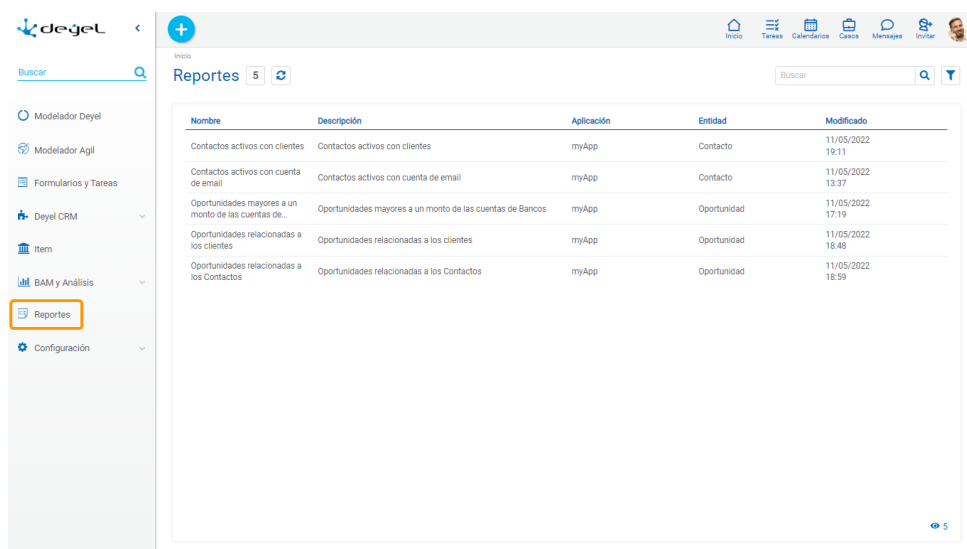 deyel
Buscar
Modelador Deyel
Modelador Agil
Formularios y Tareas
Deyel CRM
Item
BAM y Análisis
Reportes
Configuración
Inicio
Tareas
Calendarios
Casos
Mensajes
Invitar
Inicio
Reportes 5
Buscar
Nombre Descripción Aplicación Entidad Modificado
Contactos activos con clientes Contactos activos con clientes myApp Contacto 11/05/2022
19:11
Contactos activos con cuenta
de email
Contactos activos con cuenta de email myApp Contacto 11/05/2022
13:37
Oportunidades mayores a un
monto de las cuentas de...
Oportunidades mayores a un monto de las cuentas de Bancos myApp Oportunidad 11/05/2022
17:19
Oportunidades relacionadas a
los clientes
Oportunidades relacionadas a los clientes myApp Oportunidad 11/05/2022
18:48
Oportunidades relacionadas a
los Contactos
Oportunidades relacionadas a los Contactos myApp Oportunidad 11/05/2022
18:59
5